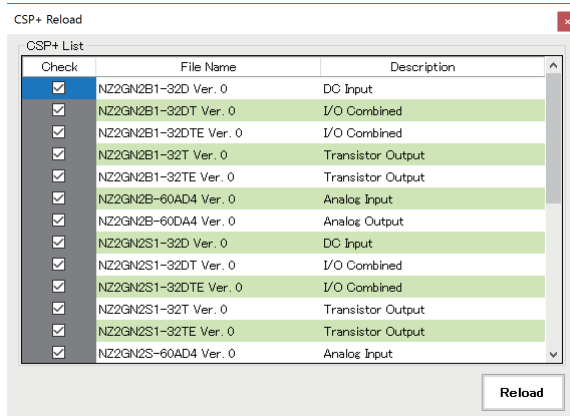 CSP+ Reload
CSP+ List
Check File Name Description
NZ2GN2B1-32D Ver. 0 DC Input
NZ2GN2B1-32DT Ver. 0 I/O Combined
NZ2GN2B1-32DTE Ver. 0 I/O Combined
NZ2GN2B1-32T Ver. 0 Transistor Output
NZ2GN2B1-32TE Ver. 0 Transistor Output
NZ2GN2B-60AD4 Ver. 0 Analog Input
NZ2GN2B-60DA4 Ver. 0 Analog Output
NZ2GN2S1-32D Ver. 0 DC Input
NZ2GN2S1-32DT Ver. 0 I/O Combined
NZ2GN2S1-32DTE Ver. 0 I/O Combined
NZ2GN2S1-32T Ver. 0 Transistor Output
NZ2GN2S1-32TE Ver. 0 Transistor Output
NZ2GN2S-60AD4 Ver. 0 Analog Input
Reload